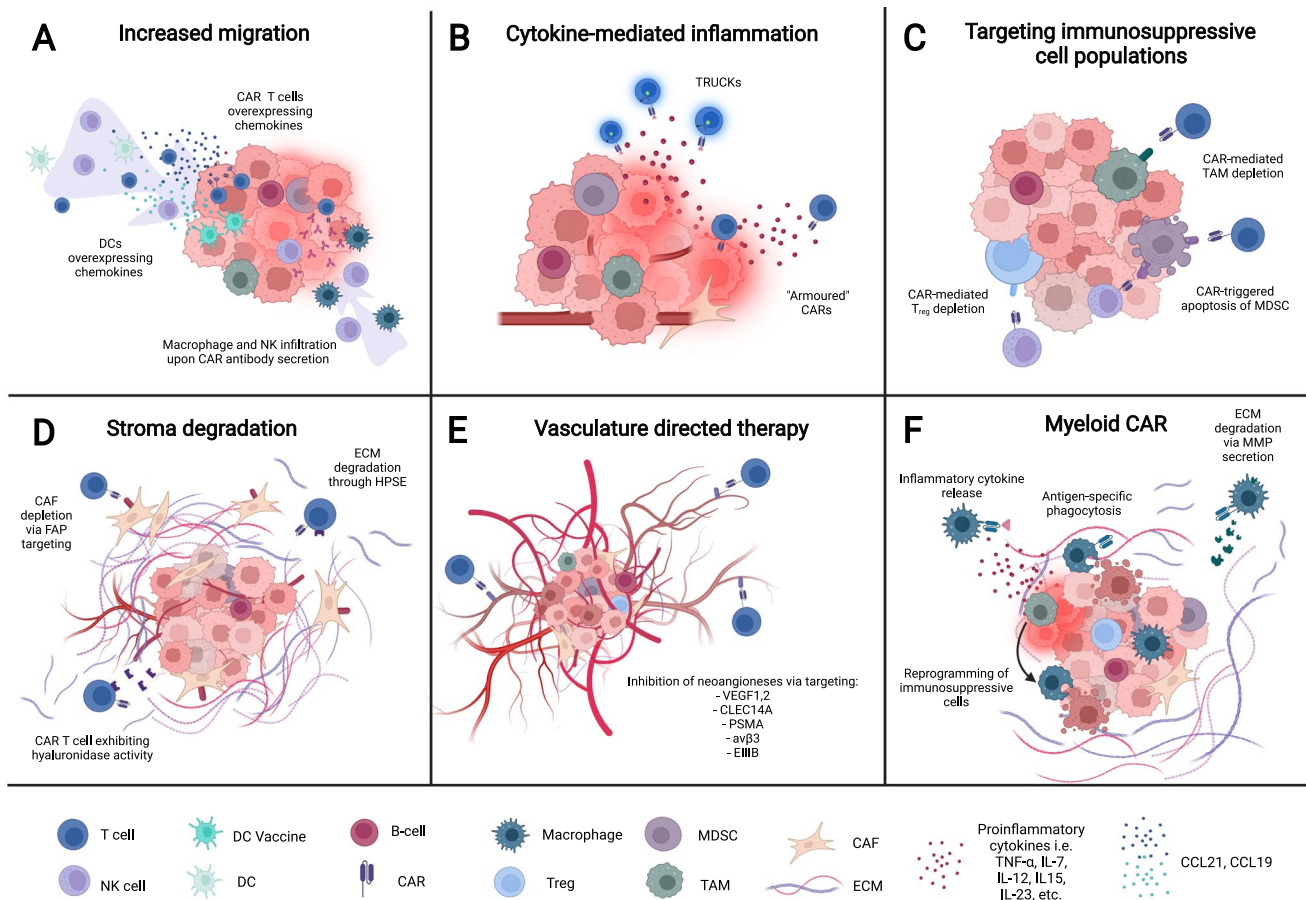 A
Increased migration
CAR T cells
overexpressing
chemokines
DCs
overexpressing
chemokines
Macrophage and NK infiltration
upon CAR antibody secretion
B
Cytokine-mediated inflammation
TRUCKs
"Armoured"
CARs
C
Targeting immunosuppressive
cell populations
CAR-mediated
TAM depletion
CAR-mediated
Treg depletion
CAR-triggered
apoptosis of MDSC
D
Stroma degradation
CAF
depletion
via FAP
targeting
ECM
degradation
through HPSE
CAR T cell exhibiting
hyaluronidase activity
E
Vasculature directed therapy
Inhibition of neoangioneses via targeting:
- VEGF1,2
- CLEC14A
- PSMA
- avβ3
- EIIIB
F
Myeloid CAR
Inflammatory cytokine
release
Antigen-specific
phagocytosis
ECM
degradation
via MMP
secretion
Reprogramming of
immunosuppressive
cells
T cell
DC Vaccine
B-cell
Macrophage
MDSC
CAF
NK cell
DC
CAR
Treg
TAM
ECM
Proinflammatory
cytokines i.e.
TNF-α, IL-7,
IL-12, IL15,
IL-23, etc.
CCL21, CCL19